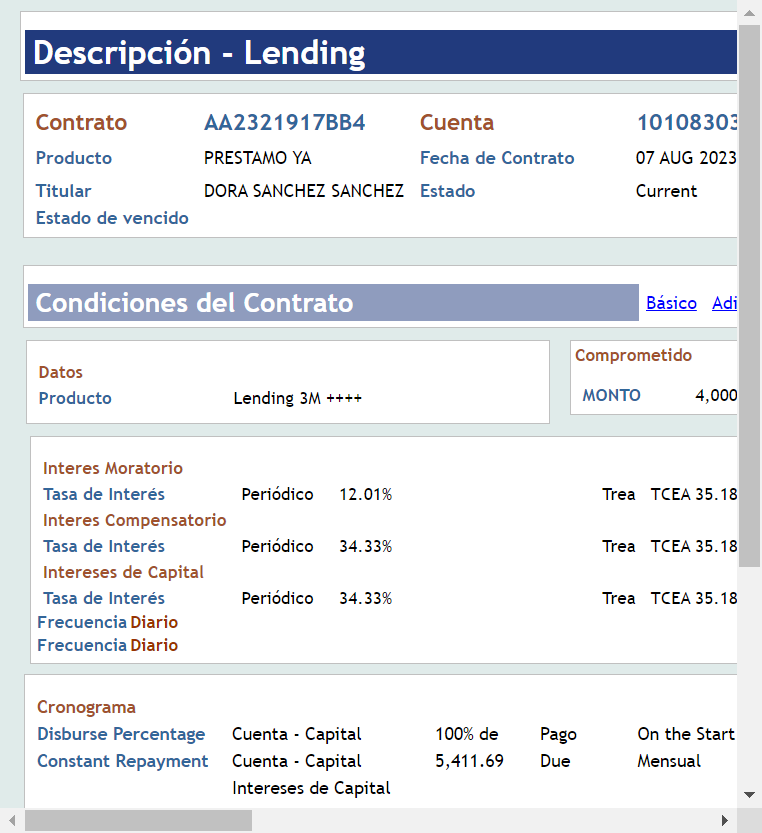 Descripción - Lending
Contrato AA2321917BB4 Cuenta 10108303
Producto PRESTAMO YA Fecha de Contrato 07 AUG 2023
Titular DORA SANCHEZ SANCHEZ Estado Current
Estado de vencido
Condiciones del Contrato Básico Adi
Datos
Producto Lending 3M ++++
Comprometido
MONTO 4,000
Interes Moratorio
Tasa de Interés Periódico 12.01% Trea TCEA 35.18
Interes Compensatorio
Tasa de Interés Periódico 34.33% Trea TCEA 35.18
Intereses de Capital
Tasa de Interés Periódico 34.33% Trea TCEA 35.18
Frecuencia Diario
Frecuencia Diario
Cronograma
Disburse Percentage Cuenta - Capital 100% de Pago On the Start
Constant Repayment Cuenta - Capital 5,411.69 Due Mensual
Intereses de Capital